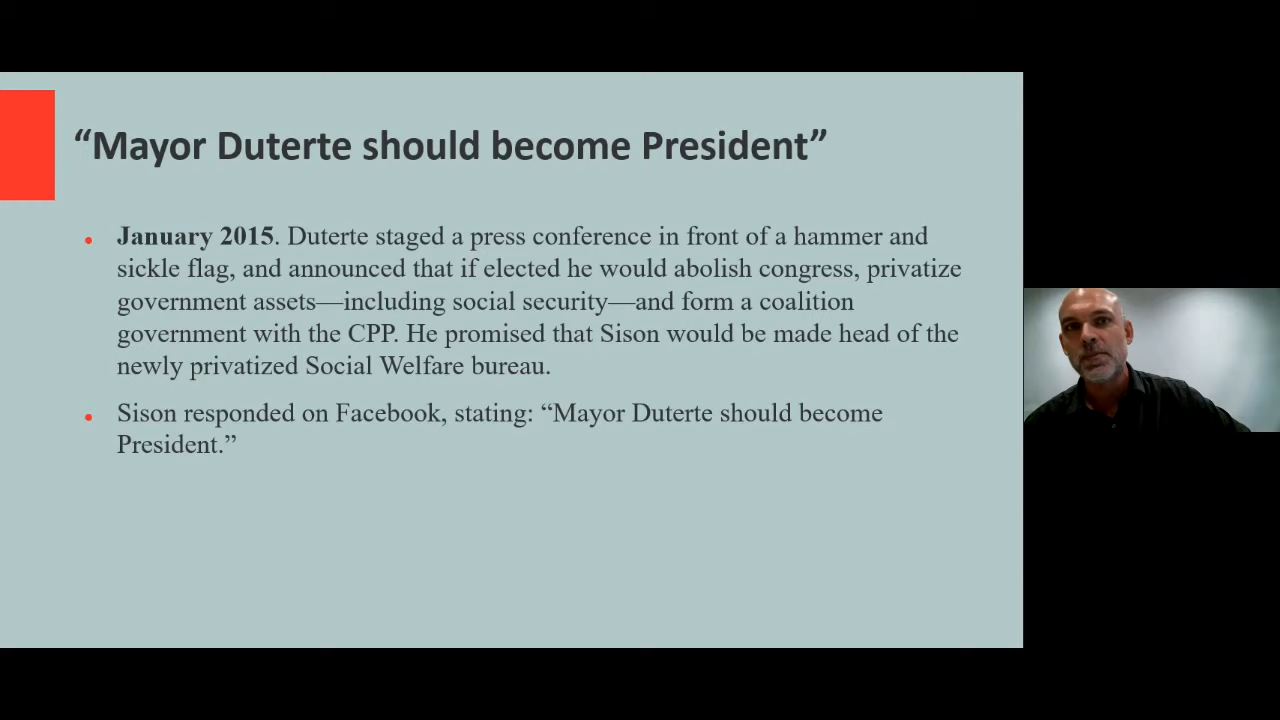 “Mayor Duterte should become President”
January 2015. Duterte staged a press conference in front of a hammer and
sickle flag, and announced that if elected he would abolish congress, privatize
government assets—including social security—and form a coalition
government with the CPP. He promised that Sison would be made head of the
newly privatized Social Welfare bureau.
Sison responded on Facebook, stating: “Mayor Duterte should become
President.”